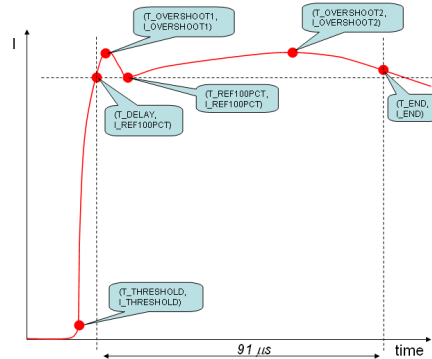 I
(T_OVERSHOOT1,
I_OVERSHOOT1)
(T_OVERSHOOT2,
I_OVERSHOOT2)
(T_DELAY,
I_REF100PCT)
(T_REF100PCT,
I_REF100PCT)
(T_END,
I_END)
(T_THRESHOLD,
I_THRESHOLD)
91 µs
time